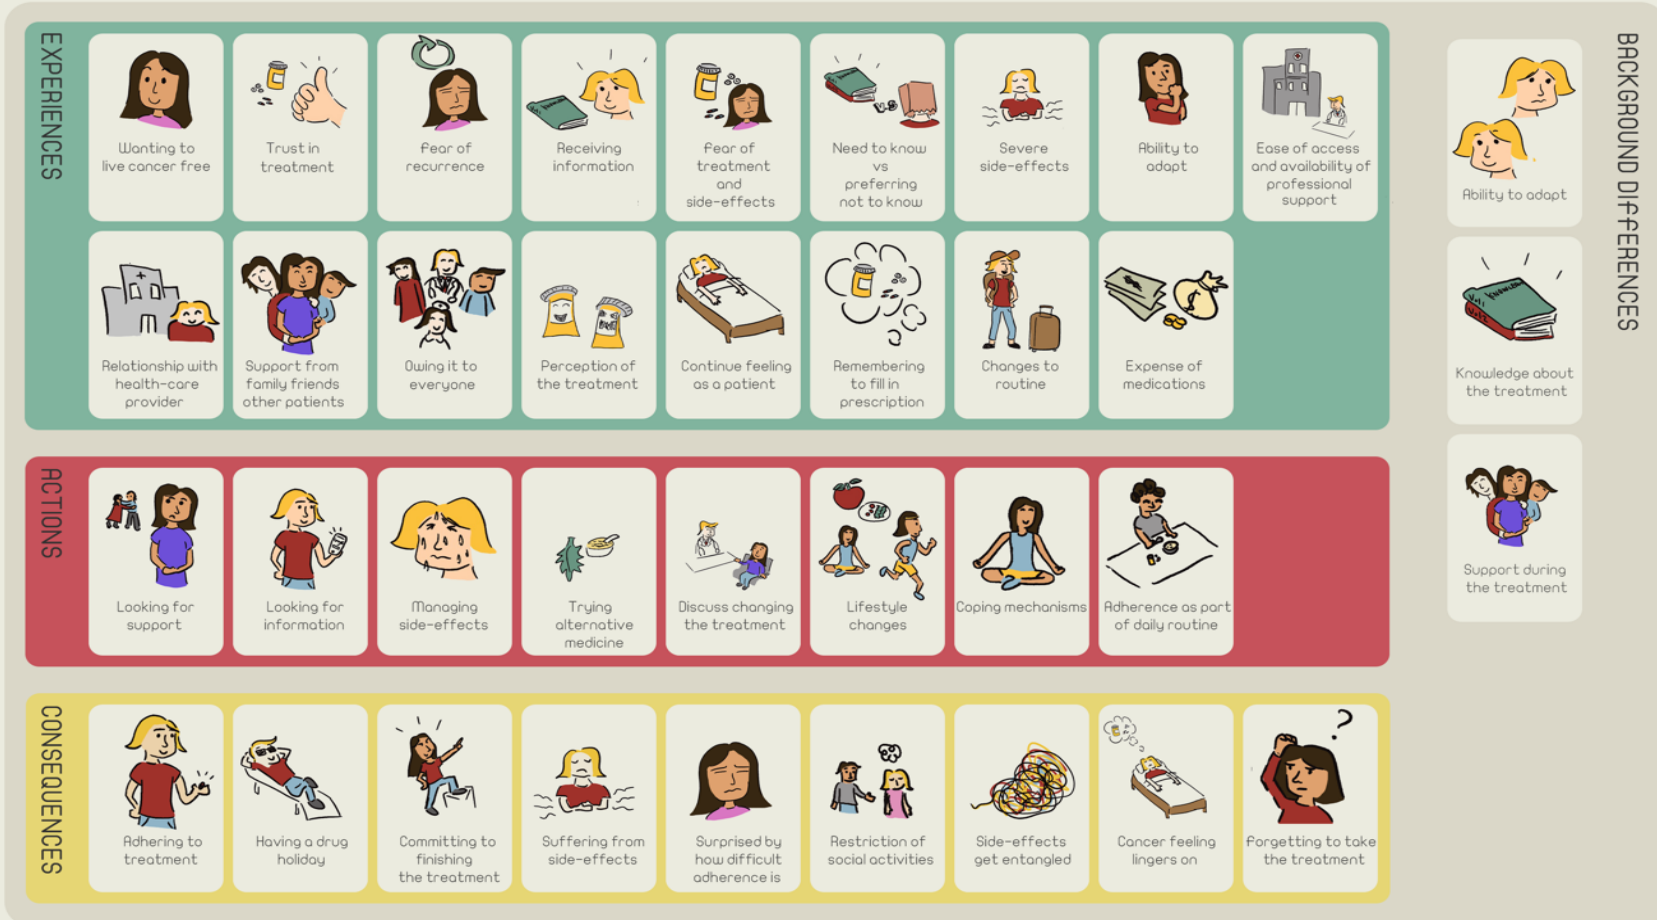 EXPERIENCES
Wanting to
live cancer free
Trust in
treatment
Fear of
recurrence
Receiving
information
Fear of
treatment
and
side-effects
Need to know
vs
preferring
not to know
Severe
side-effects
Ability to
adapt
Ease of access
and availability of
professional
support
Relationship with
health-care
provider
Support from
family friends
other patients
Owing it to
everyone
Perception of
the treatment
Continue feeling
as a patient
Remembering
to fill in
prescription
Changes to
routine
Expense of
medications
ACTIONS
Looking for
support
Looking for
information
Managing
side-effects
Trying
alternative
medicine
Discuss changing
the treatment
Lifestyle
changes
Coping mechanisms
Adherence as part
of daily routine
CONSEQUENCES
Adhering to
treatment
Having a drug
holiday
Committing to
finishing
the treatment
Suffering from
side-effects
Surprised by
how difficult
adherence is
Restriction of
social activities
Side-effects
get entangled
Cancer feeling
lingers on
?
Forgetting to take
the treatment
BACKGROUND DIFFERENCES
Ability to adapt
Knowledge about
the treatment
Support during
the treatment